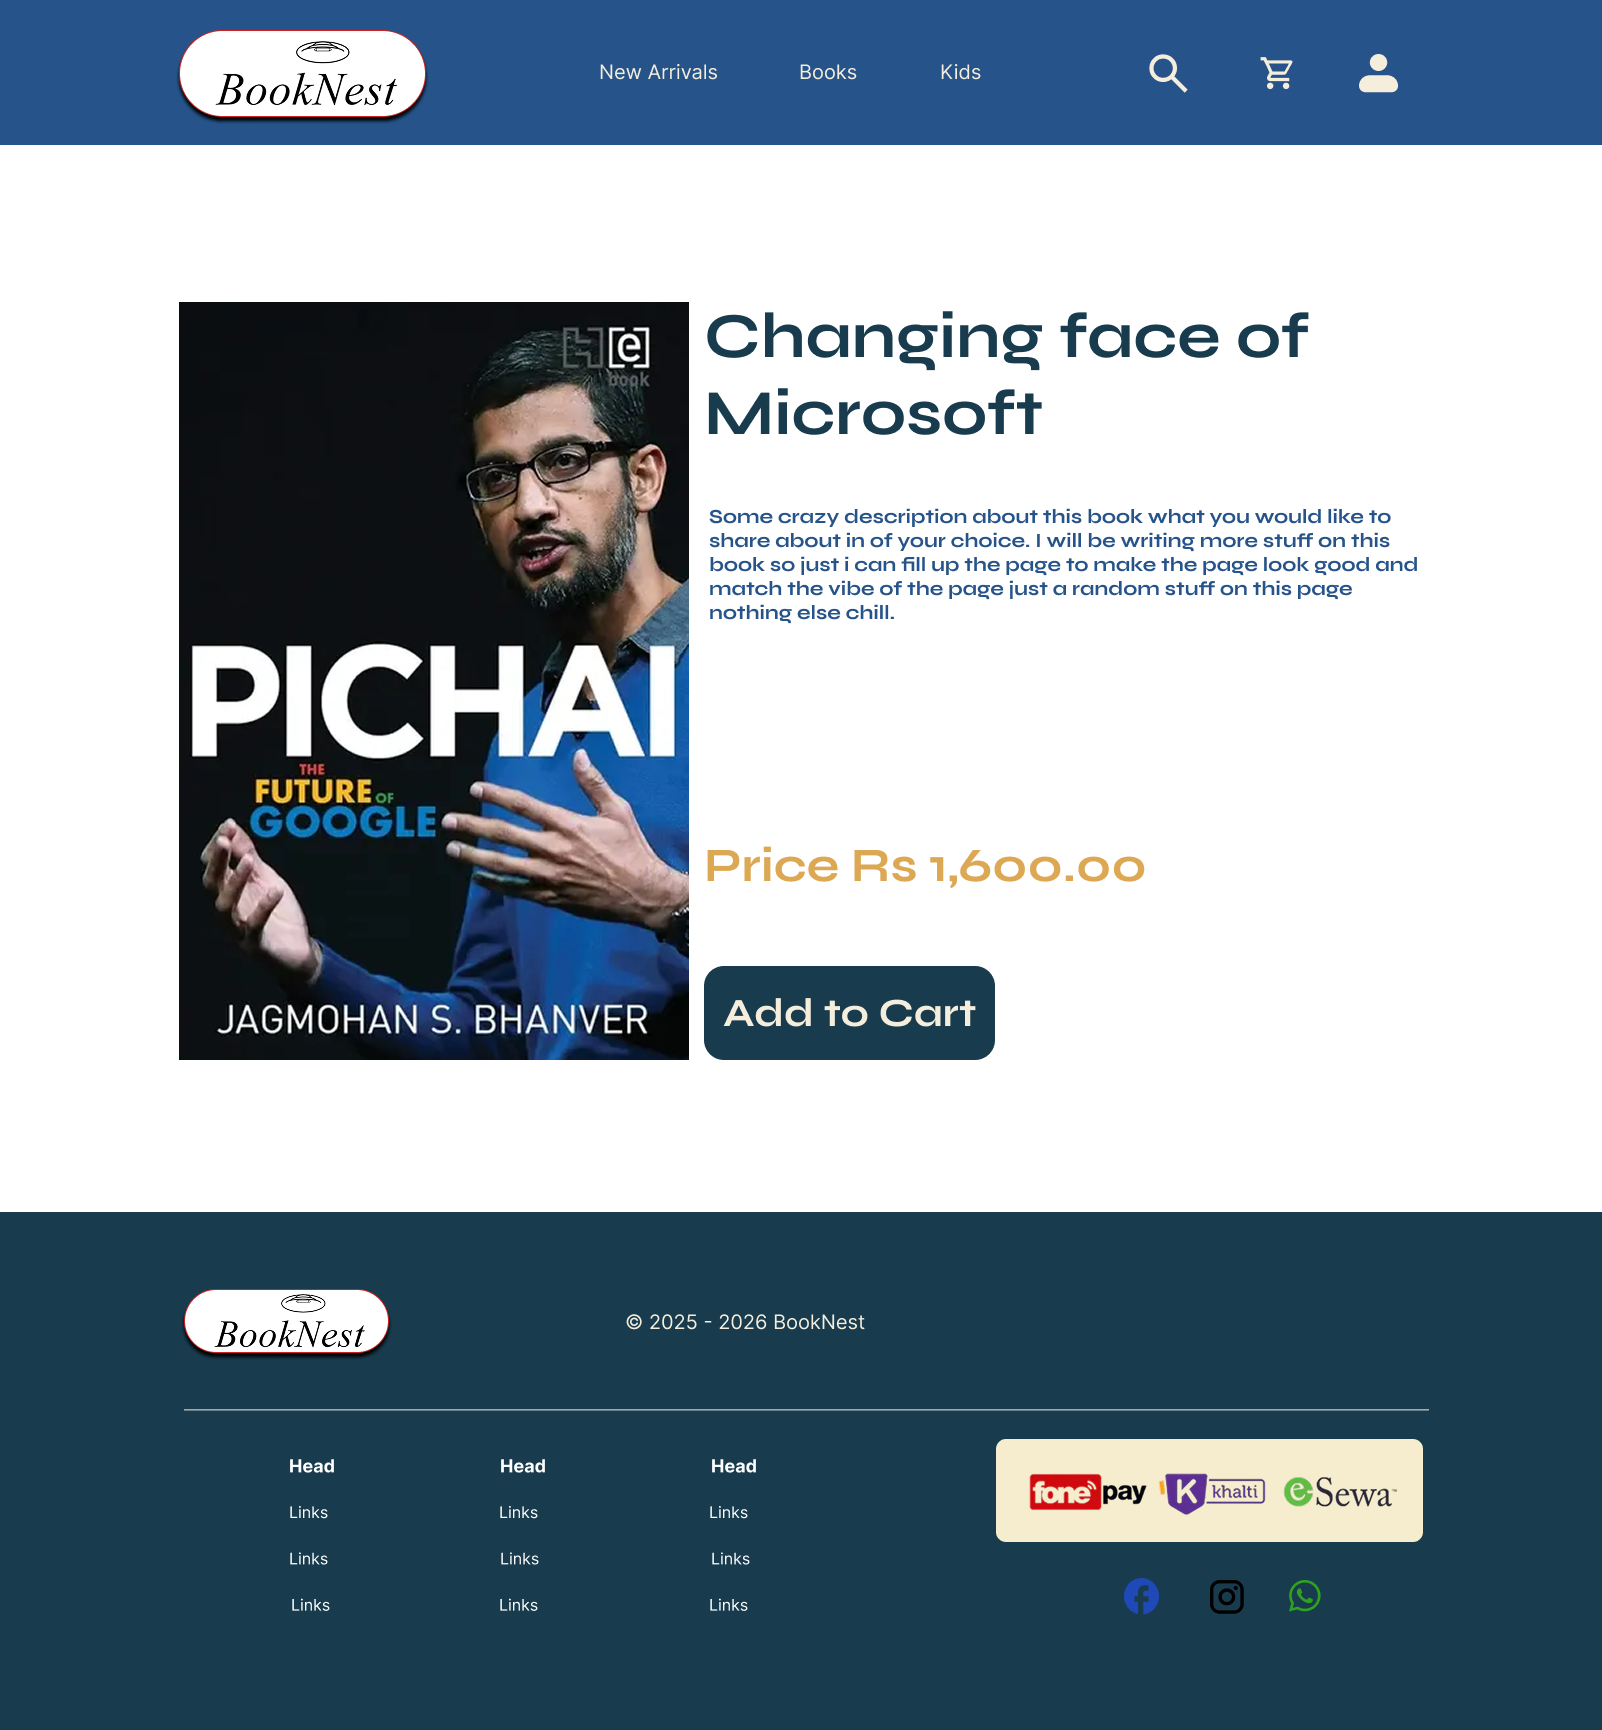 BookNest
New Arrivals
Books
Kids
[e]
book
PICHAI
THE
FUTURE OF
GOOGLE
JAGMOHAN S. BHANVER
Changing face of
Microsoft
Some crazy description about this book what you would like to
share about in of your choice. I will be writing more stuff on this
book so just i can fill up the page to make the page look good and
match the vibe of the page just a random stuff on this page
nothing else chill.
Price Rs 1,600.00
Add to Cart
BookNest
© 2025 - 2026 BookNest
Head
Links
Links
Links
Head
Links
Links
Links
Head
Links
Links
Links
fonepay
K khalti
eSewa™